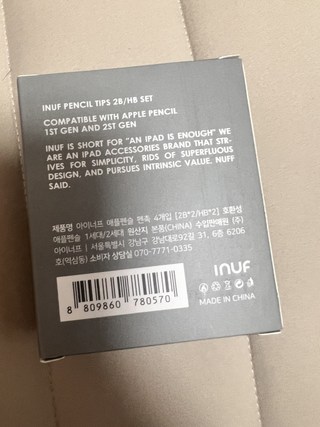 INUF PENCIL TIPS 2B/HB SET
COMPATIBLE WITH APPLE PENCIL
1ST GEN AND 2ST GEN
INUF IS SHORT FOR "AN IPAD IS ENOUGH" WE
ARE AN IPAD ACCESSORIES BRAND THAT STR-
IVES FOR SIMPLICITY, RIDS OF SUPERFLUOUS
DESIGN, AND PURSUES INTRINSIC VALUE. NUFF
SAID.
제품명 아이너프 애플펜슬 펜촉 4개입 [2B*2/HB*2] 호환성
애플펜슬 1세대/2세대 원산지 본품(CHINA) 수입판매원 (주)
아이너프 | 서울특별시 강남구 강남대로92길 31, 6층 6206
호(역삼동) 소비자 상담실 070-7771-0335
INUF
8 809860 780570
MADE IN CHINA